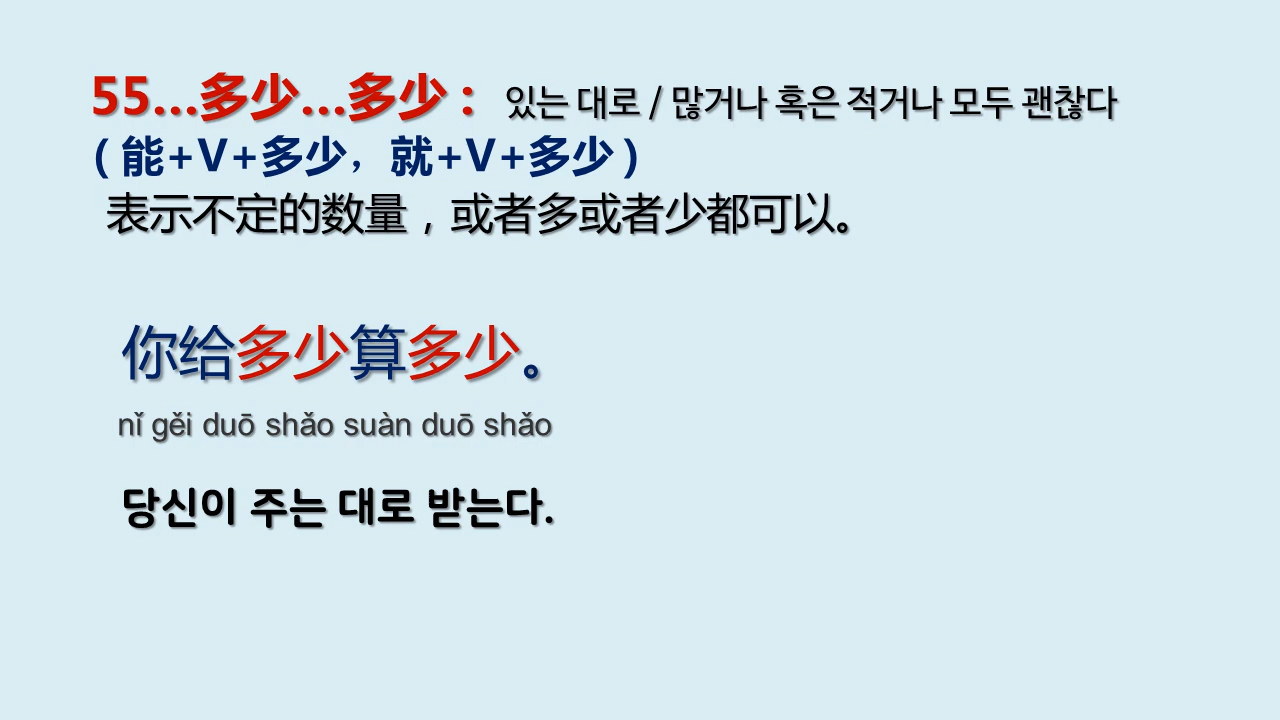 55...多少...多少： 있는 대로 / 많거나 혹은 적거나 모두 괜찮다
（能+V+多少，就+V+多少）
表示不定的数量，或者多或者少都可以。
你给多少算多少。
nǐ gěi duō shǎo suàn duō shǎo
당신이 주는 대로 받는다.